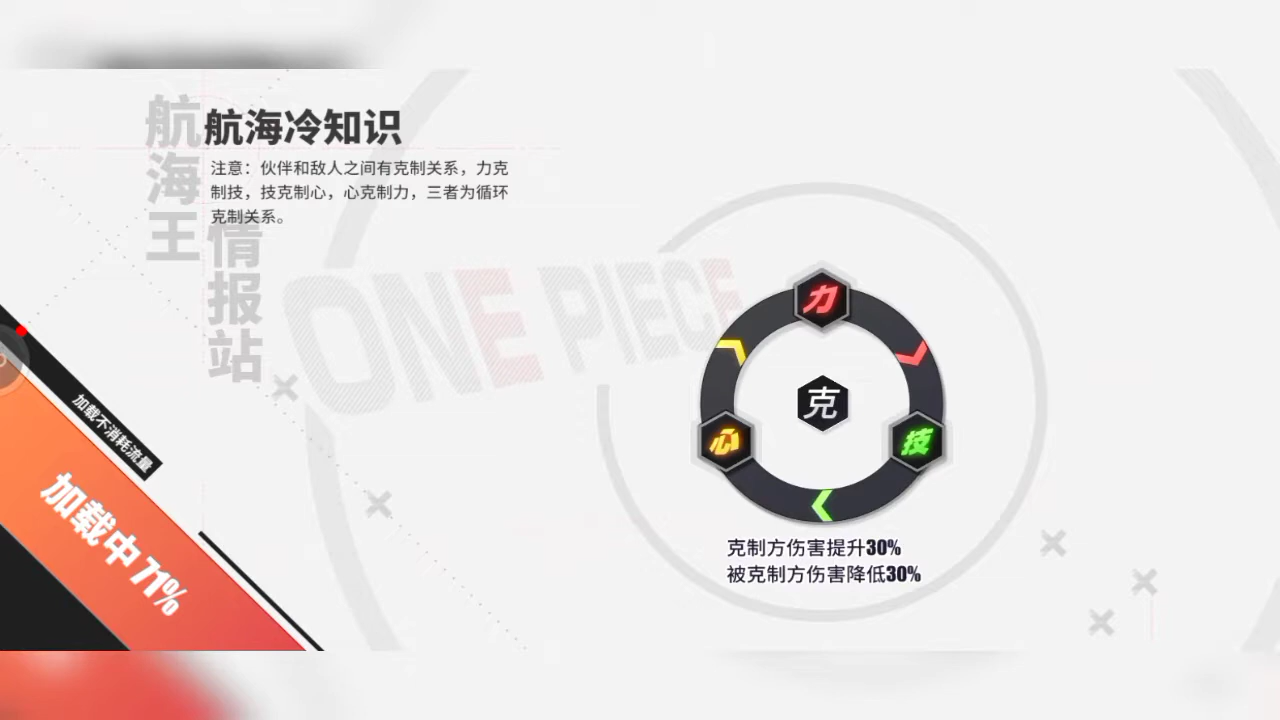 航海王
情报站
航海冷知识
注意：伙伴和敌人之间有克制关系，力克
制技，技克制心，心克制力，三者为循环
克制关系。
ONE PIECE
力
克
心
技
克制方伤害提升30%
被克制方伤害降低30%
加载不消耗流量
加载中 71%